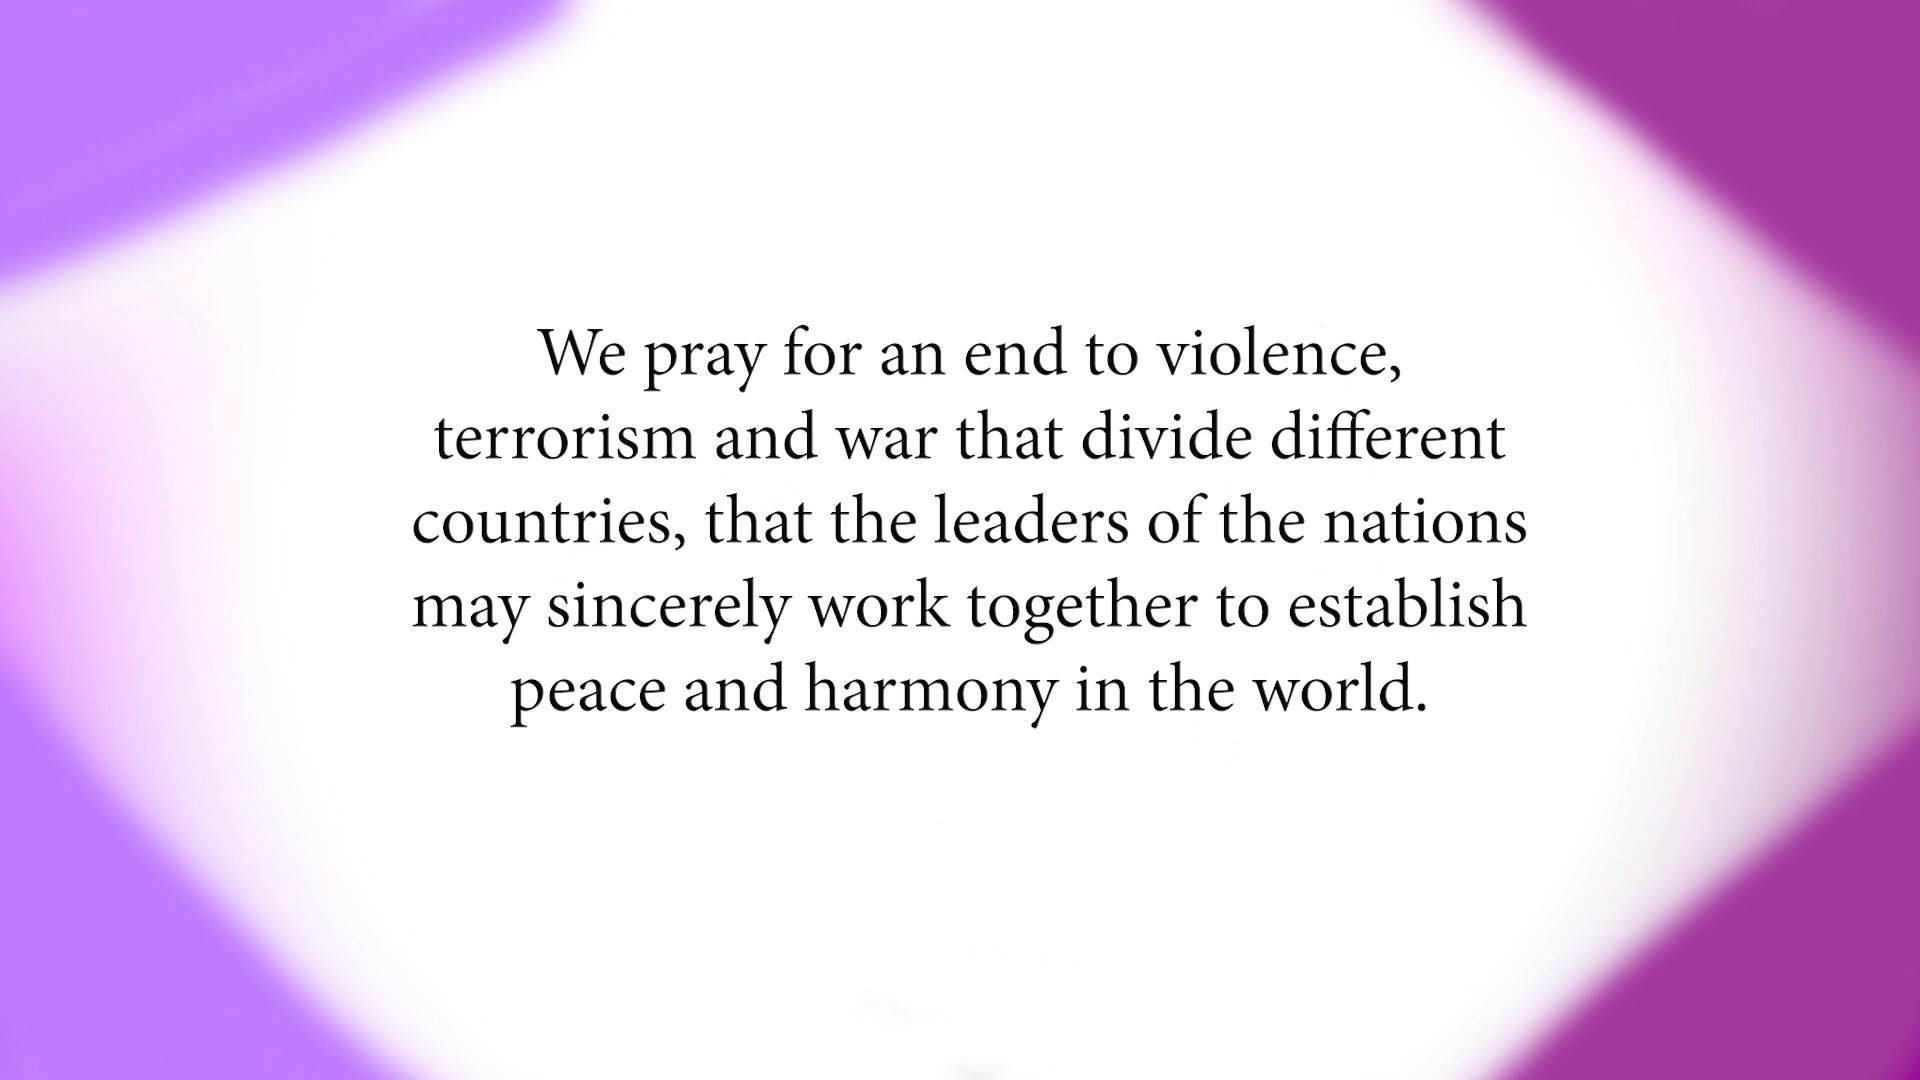 We pray for an end to violence,
terrorism and war that divide different
countries, that the leaders of the nations
may sincerely work together to establish
peace and harmony in the world.